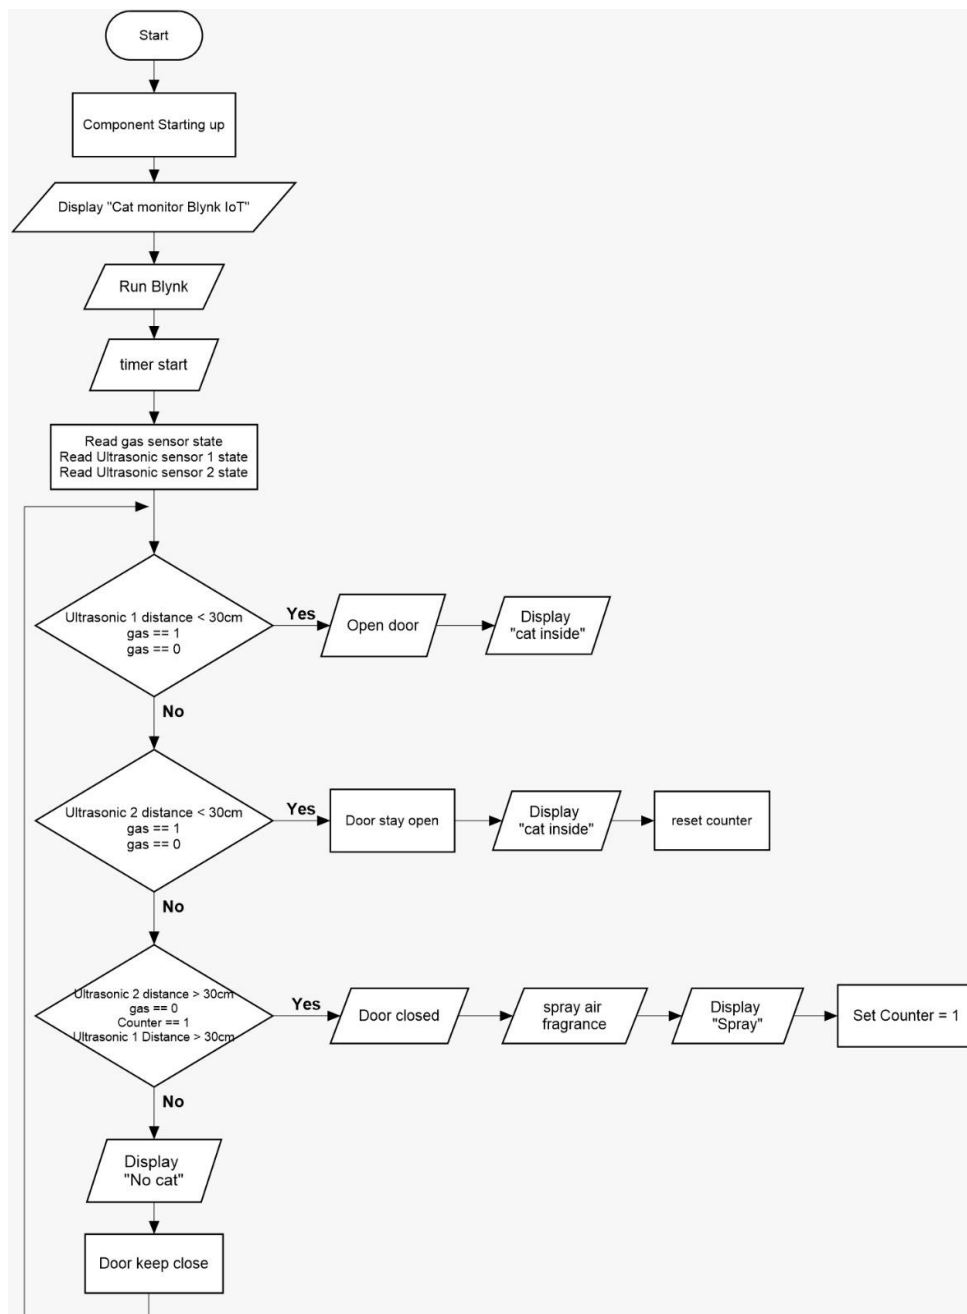 Start
Component Starting up
Display "Cat monitor Blynk IoT"
Run Blynk
timer start
Read gas sensor state
Read Ultrasonic sensor 1 state
Read Ultrasonic sensor 2 state
Ultrasonic 1 distance < 30cm
gas == 1
gas == 0
Yes
Open door
Display
"cat inside"
No
Ultrasonic 2 distance < 30cm
gas == 1
gas == 0
Yes
Door stay open
Display
"cat inside"
reset counter
No
Ultrasonic 2 distance > 30cm
gas == 0
Counter == 1
Ultrasonic 1 Distance > 30cm
Yes
Door closed
spray air
fragrance
Display
"Spray"
Set Counter = 1
No
Display
"No cat"
Door keep close